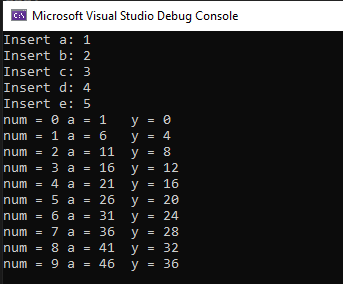 Microsoft Visual Studio Debug Console
Insert a: 1
Insert b: 2
Insert c: 3
Insert d: 4
Insert e: 5
num = 0 a = 1   y = 0
num = 1 a = 6   y = 4
num = 2 a = 11  y = 8
num = 3 a = 16  y = 12
num = 4 a = 21  y = 16
num = 5 a = 26  y = 20
num = 6 a = 31  y = 24
num = 7 a = 36  y = 28
num = 8 a = 41  y = 32
num = 9 a = 46  y = 36